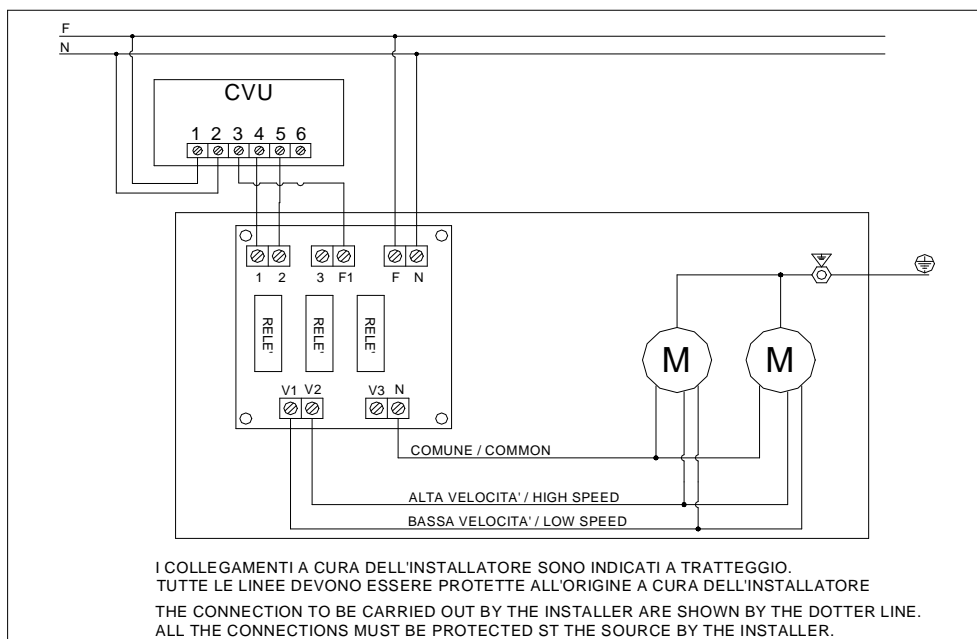 F
N
CVU
1 2 3 4 5 6
1 2 3 F1 F N
RELE' RELE' RELE'
M M
V1 V2 V3 N
COMUNE / COMMON
ALTA VELOCITA' / HIGH SPEED
BASSA VELOCITA' / LOW SPEED
I COLLEGAMENTI A CURA DELL'INSTALLATORE SONO INDICATI A TRATTEGGIO.
TUTTE LE LINEE DEVONO ESSERE PROTETTE ALL'ORIGINE A CURA DELL'INSTALLATORE
THE CONNECTION TO BE CARRIED OUT BY THE INSTALLER ARE SHOWN BY THE DOTTER LINE.
ALL THE CONNECTIONS MUST BE PROTECTED ST THE SOURCE BY THE INSTALLER.